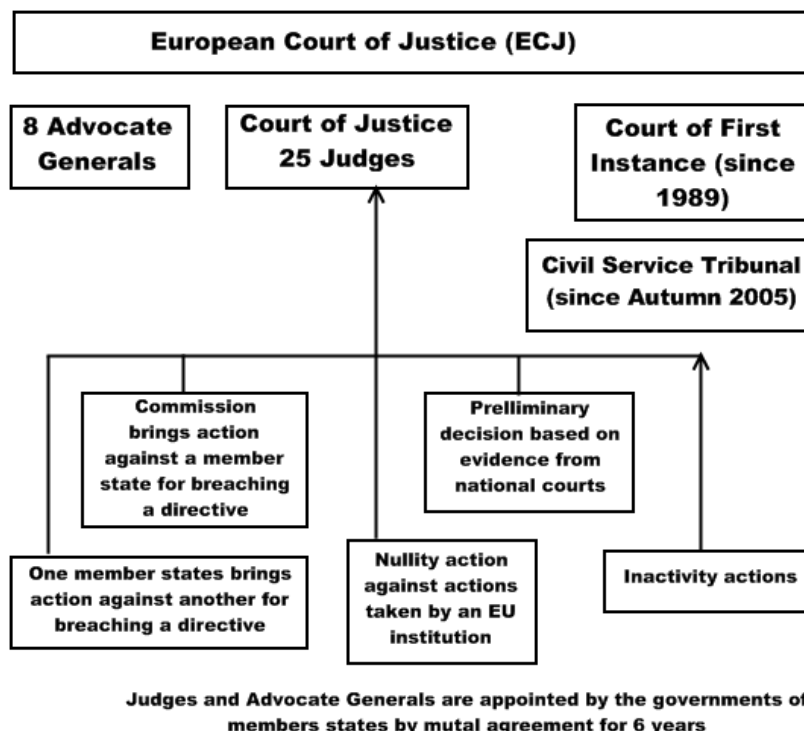 European Court of Justice (ECJ)
8 Advocate
Generals
Court of Justice
25 Judges
Court of First
Instance (since
1989)
Civil Service Tribunal
(since Autumn 2005)
Commission
brings action
against a member
state for breaching
a directive
Prelliminary
decision based on
evidence from
national courts
One member states brings
action against another for
breaching a directive
Nullity action
against actions
taken by an EU
institution
Inactivity actions
Judges and Advocate Generals are appointed by the governments of
members states by mutal agreement for 6 years